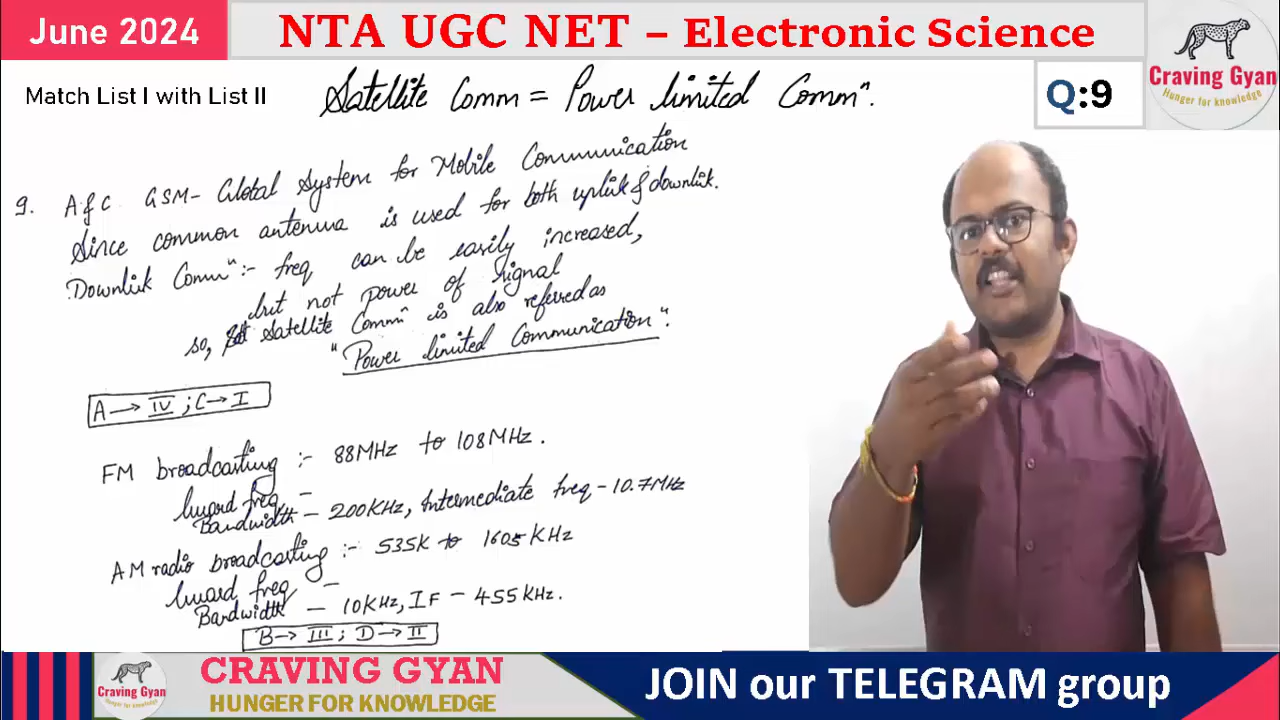 June 2024
NTA UGC NET – Electronic Science
Craving Gyan
Hunger for knowledge
Match List I with List II
Satellite Comm = Power limited Commⁿ.
Q:9
9. A & C GSM- Global System for Mobile Communication
Since common antenna is used for both uplink & downlink.
Downlink Commⁿ:- freq can be easily increased,
but not power of signal
so, Satellite Commⁿ is also referred as
"Power limited Communication".
A → IV ; C → I
FM broadcasting :- 88MHz to 108MHz.
Guard freq –
Bandwidth – 200KHz, Intermediate freq – 10.7MHz
AM radio broadcasting :- 535K to 1605 KHz
Guard freq –
Bandwidth – 10KHz, IF – 455KHz.
B → III ; D → II
Craving Gyan
Hunger for knowledge
CRAVING GYAN
HUNGER FOR KNOWLEDGE
JOIN our TELEGRAM group